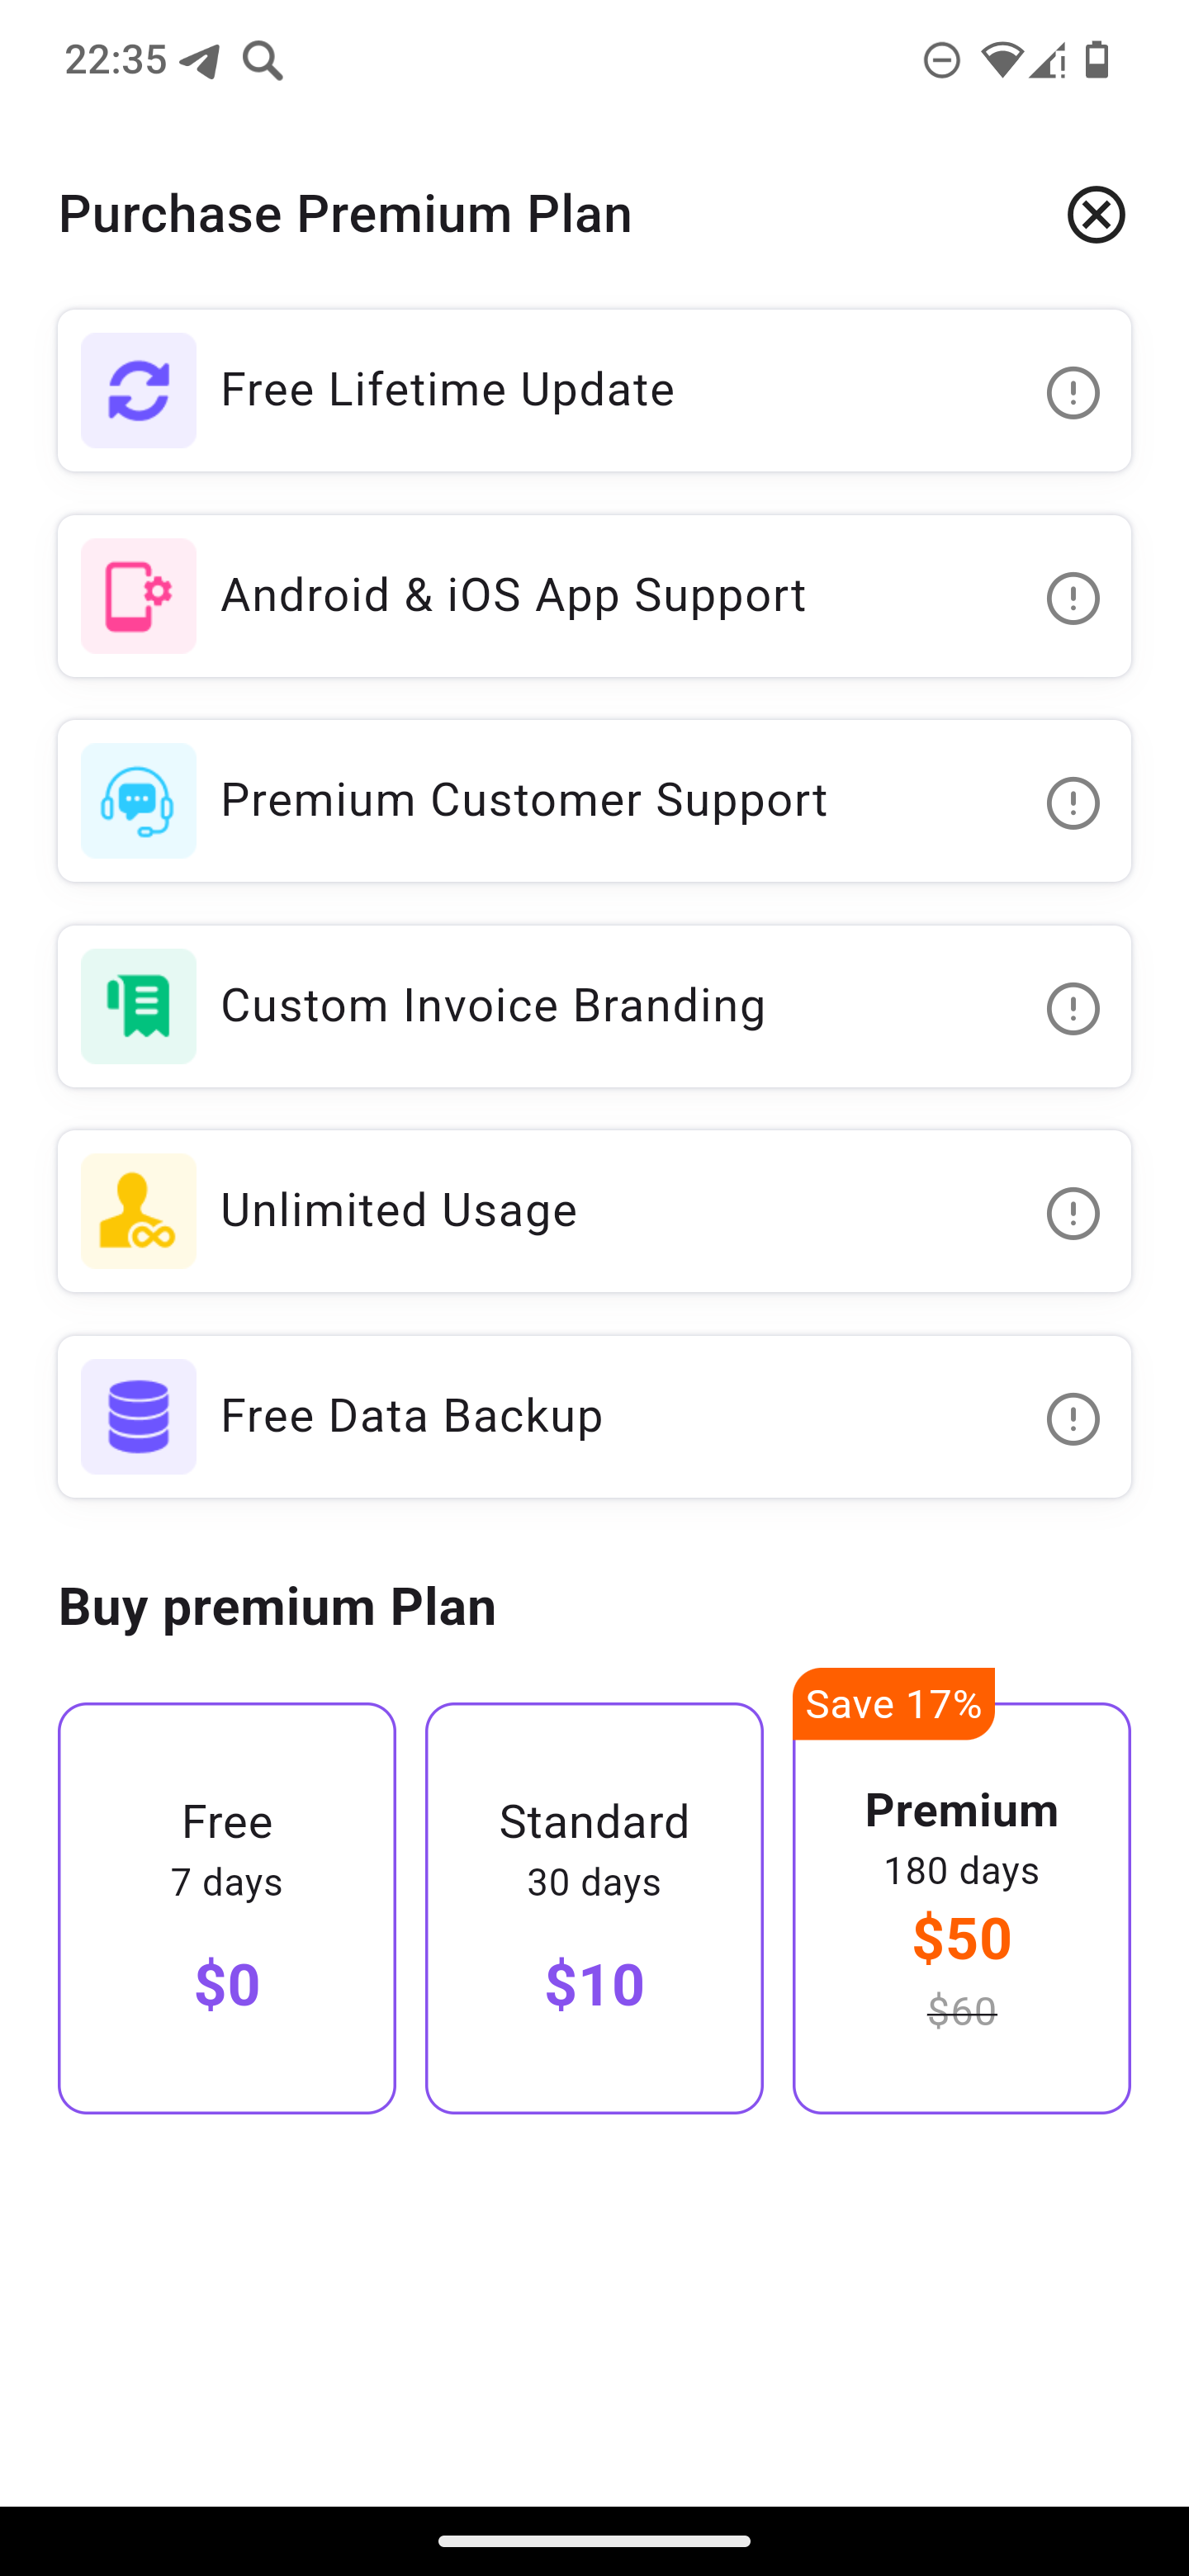 22:35
Purchase Premium Plan
Free Lifetime Update
Android & iOS App Support
Premium Customer Support
Custom Invoice Branding
Unlimited Usage
Free Data Backup
Buy premium Plan
Free
7 days
$0
Standard
30 days
$10
Save 17%
Premium
180 days
$50
$60